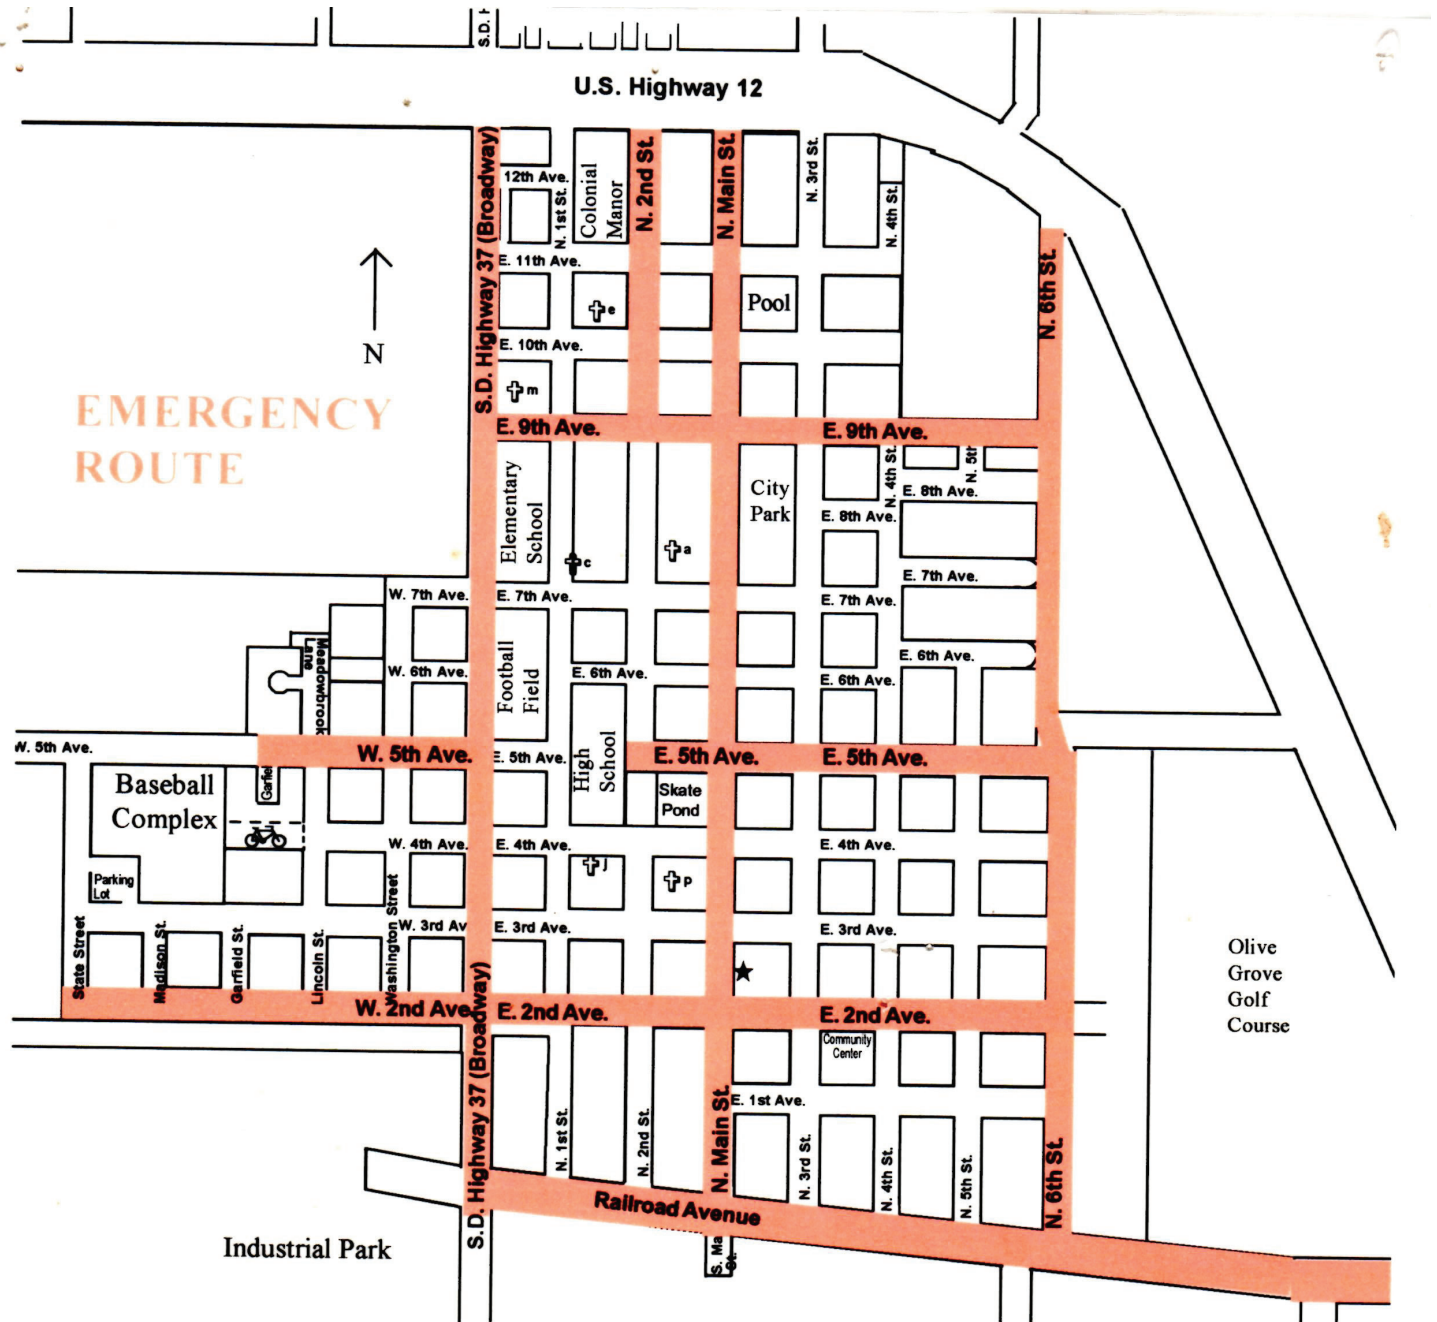 S.D. H
U.S. Highway 12
S.D. Highway 37 (Broadway)
12th Ave.
N. 1st St.
Colonial
Manor
N. 2nd St.
N. Main St.
N. 3rd St.
N. 4th St.
E. 11th Ave.
N. 6th St.
e
Pool
N
E. 10th Ave.
m
EMERGENCY
ROUTE
E. 9th Ave.
E. 9th Ave.
Elementary
School
City
Park
N. 4th St.
N. 5th
E. 8th Ave.
E. 8th Ave.
c
a
W. 7th Ave.
E. 7th Ave.
E. 7th Ave.
E. 7th Ave.
Meadowbrook
Lane
W. 6th Ave.
Football
Field
E. 6th Ave.
E. 6th Ave.
E. 6th Ave.
W. 5th Ave.
W. 5th Ave.
E. 5th Ave.
High
School
E. 5th Ave.
E. 5th Ave.
Baseball
Complex
Garfie
Skate
Pond
W. 4th Ave.
E. 4th Ave.
E. 4th Ave.
j
p
Parking
Lot
State Street
Madison St.
Garfield St.
Lincoln St.
Washington Street
W. 3rd Av
E. 3rd Ave.
E. 3rd Ave.
Olive
Grove
Golf
Course
W. 2nd Ave.
E. 2nd Ave.
E. 2nd Ave.
Community
Center
S.D. Highway 37 (Broadway)
E. 1st Ave.
N. 1st St.
N. 2nd St.
N. Main St.
N. 3rd St.
N. 4th St.
N. 5th St.
N. 6th St.
Railroad Avenue
Industrial Park
S. Ma
St.